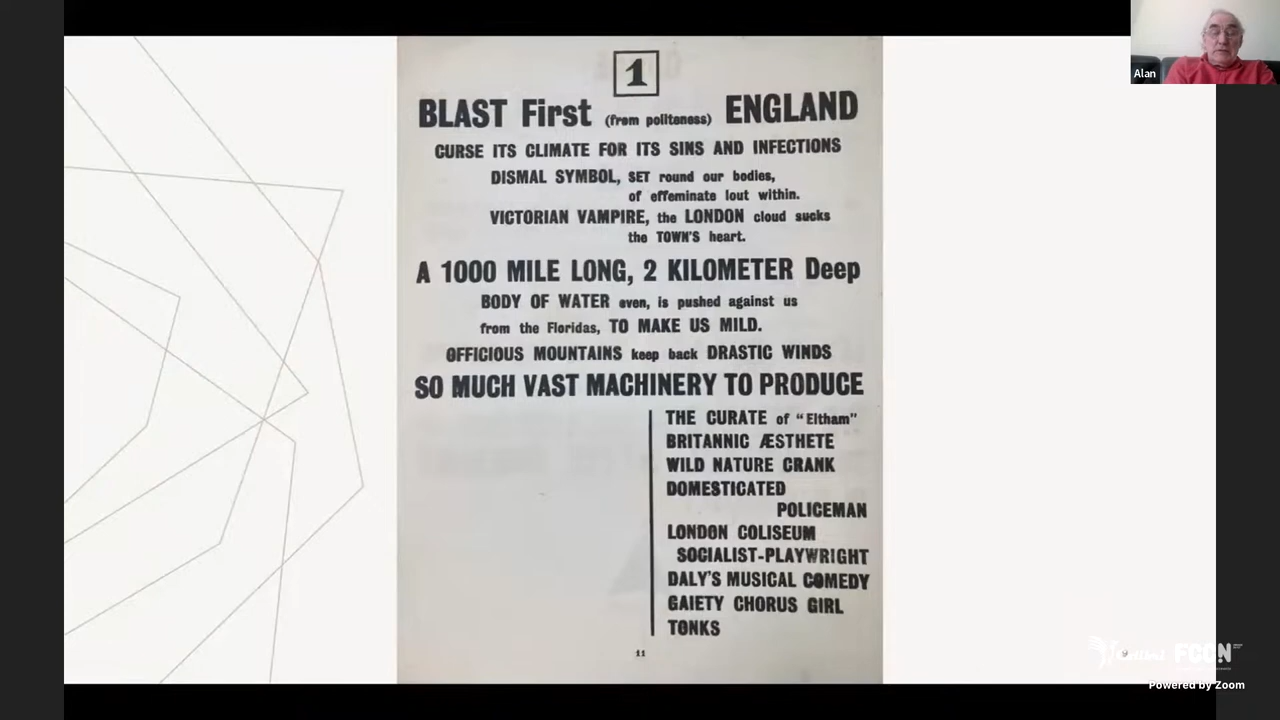 Alan
1
BLAST First (from politeness) ENGLAND
CURSE ITS CLIMATE FOR ITS SINS AND INFECTIONS
DISMAL SYMBOL, SET round our bodies,
of effeminate lout within.
VICTORIAN VAMPIRE, the LONDON cloud sucks
the TOWN'S heart.
A 1000 MILE LONG, 2 KILOMETER Deep
BODY OF WATER even, is pushed against us
from the Floridas, TO MAKE US MILD.
OFFICIOUS MOUNTAINS keep back DRASTIC WINDS
SO MUCH VAST MACHINERY TO PRODUCE
THE CURATE of “Eltham”
BRITANNIC ÆSTHETE
WILD NATURE CRANK
DOMESTICATED
POLICEMAN
LONDON COLISEUM
SOCIALIST-PLAYWRIGHT
DALY'S MUSICAL COMEDY
GAIETY CHORUS GIRL
TONKS
11
9
FCCN
Powered by Zoom